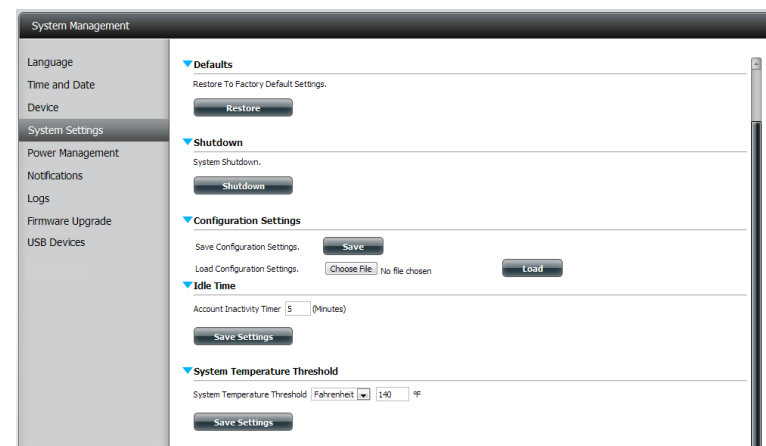 System Management
Language
Time and Date
Device
System Settings
Power Management
Notifications
Logs
Firmware Upgrade
USB Devices
Defaults
Restore To Factory Default Settings.
Restore
Shutdown
System Shutdown.
Shutdown
Configuration Settings
Save Configuration Settings. Save
Load Configuration Settings. Choose File No file chosen Load
Idle Time
Account Inactivity Timer 5 (Minutes)
Save Settings
System Temperature Threshold
System Temperature Threshold Fahrenheit 140 °F
Save Settings